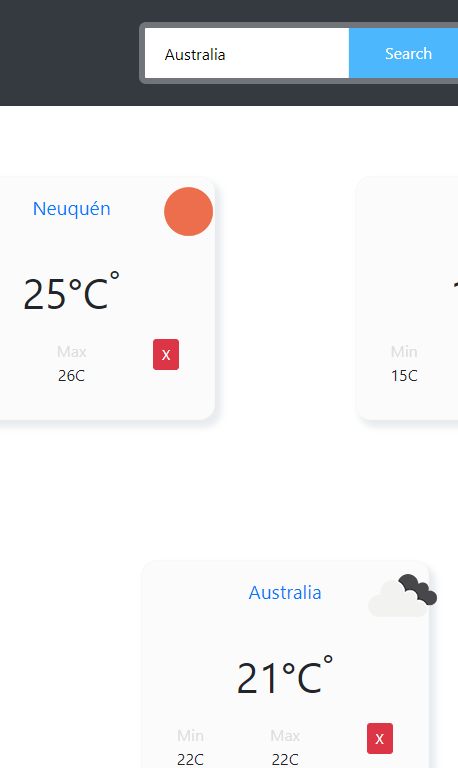 Australia
Search
Neuquén
25°C°
Max
26C
X
Min
15C
Australia
21°C°
Min
Max
X
22C
22C